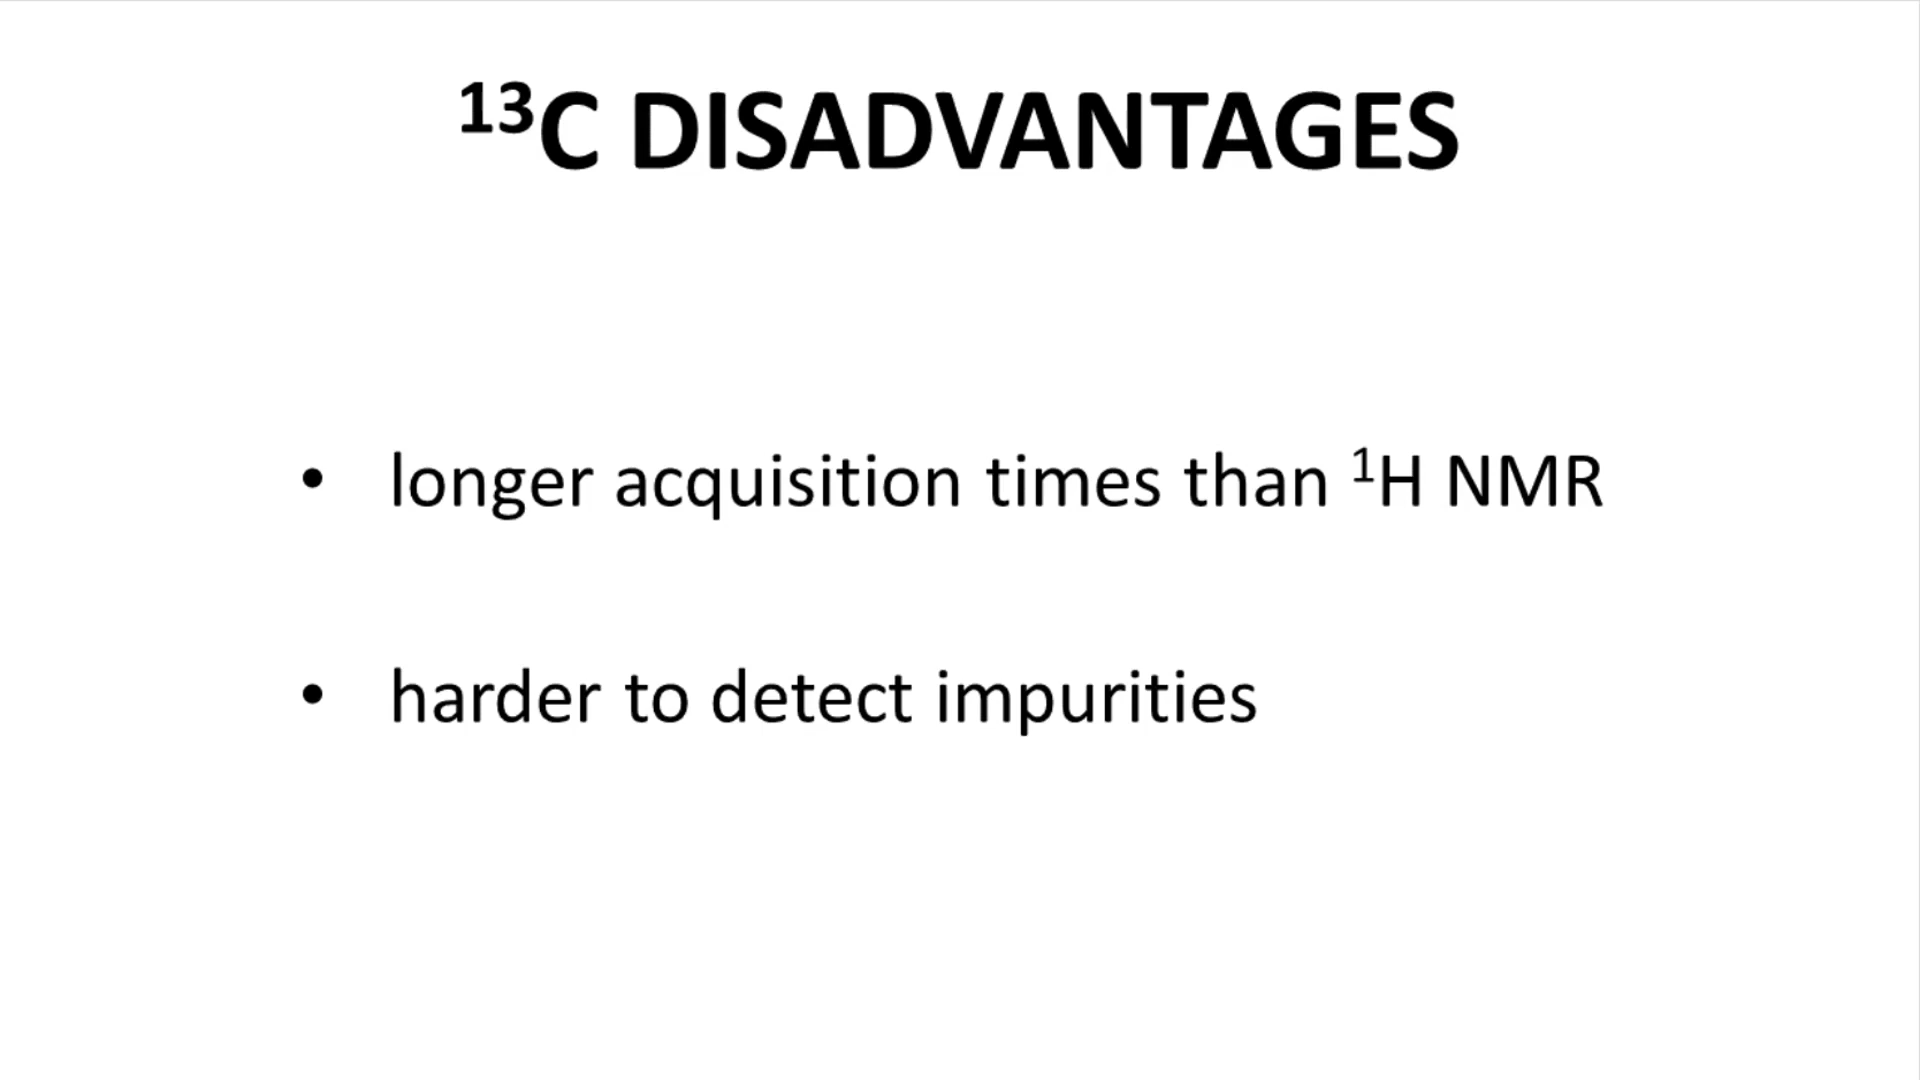 ¹³C DISADVANTAGES
• longer acquisition times than ¹H NMR
• harder to detect impurities